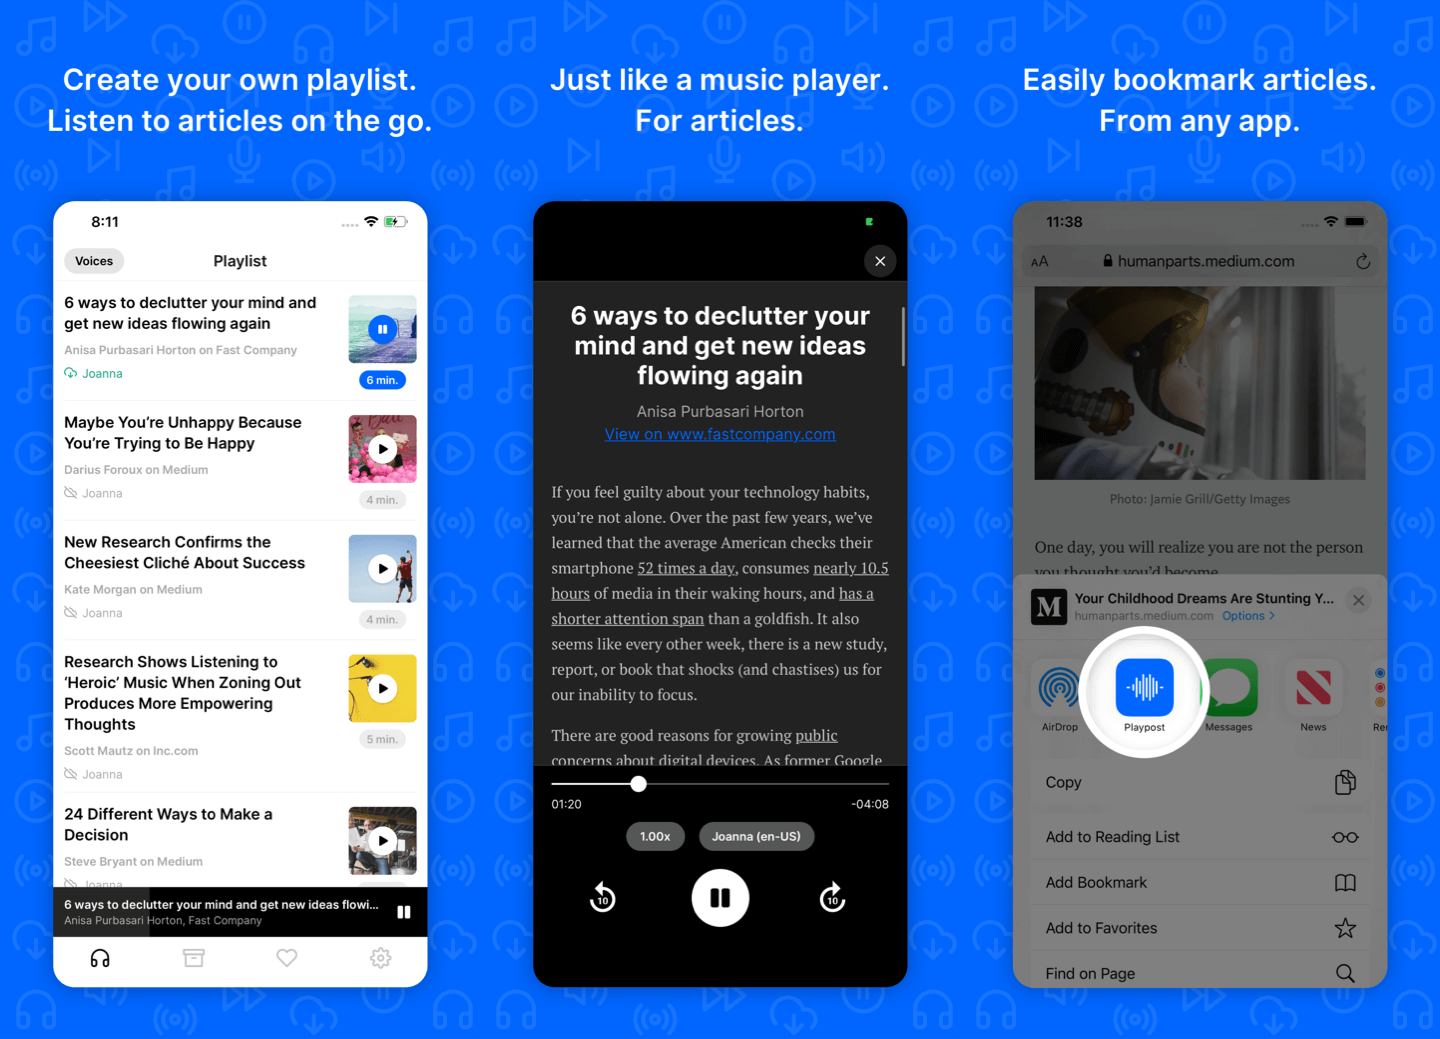 Create your own playlist.
Listen to articles on the go.
8:11
Voices
Playlist
6 ways to declutter your mind and
get new ideas flowing again
Anisa Purbasari Horton on Fast Company
Joanna
6 min.
Maybe You’re Unhappy Because
You’re Trying to Be Happy
Darius Foroux on Medium
Joanna
4 min.
New Research Confirms the
Cheesiest Cliché About Success
Kate Morgan on Medium
Joanna
4 min.
Research Shows Listening to
‘Heroic’ Music When Zoning Out
Produces More Empowering
Thoughts
Scott Mautz on Inc.com
Joanna
5 min.
24 Different Ways to Make a
Decision
Steve Bryant on Medium
Joanna
6 ways to declutter your mind and get new ideas flowi...
Anisa Purbasari Horton, Fast Company
Just like a music player.
For articles.
6 ways to declutter your
mind and get new ideas
flowing again
Anisa Purbasari Horton
View on www.fastcompany.com
If you feel guilty about your technology habits,
you’re not alone. Over the past few years, we’ve
learned that the average American checks their
smartphone 52 times a day, consumes nearly 10.5
hours of media in their waking hours, and has a
shorter attention span than a goldfish. It also
seems like every other week, there is a new study,
report, or book that shocks (and chastises) us for
our inability to focus.
There are good reasons for growing public
concerns about digital devices. As former Google
01:20
-04:08
1.00x
Joanna (en-US)
10
10
Easily bookmark articles.
From any app.
11:38
AA
humanparts.medium.com
Photo: Jamie Grill/Getty Images
One day, you will realize you are not the person
you thought you’d become
M
Your Childhood Dreams Are Stunting Y...
humanparts.medium.com Options >
AirDrop
Playpost
Messages
News
Re
Copy
Add to Reading List
Add Bookmark
Add to Favorites
Find on Page